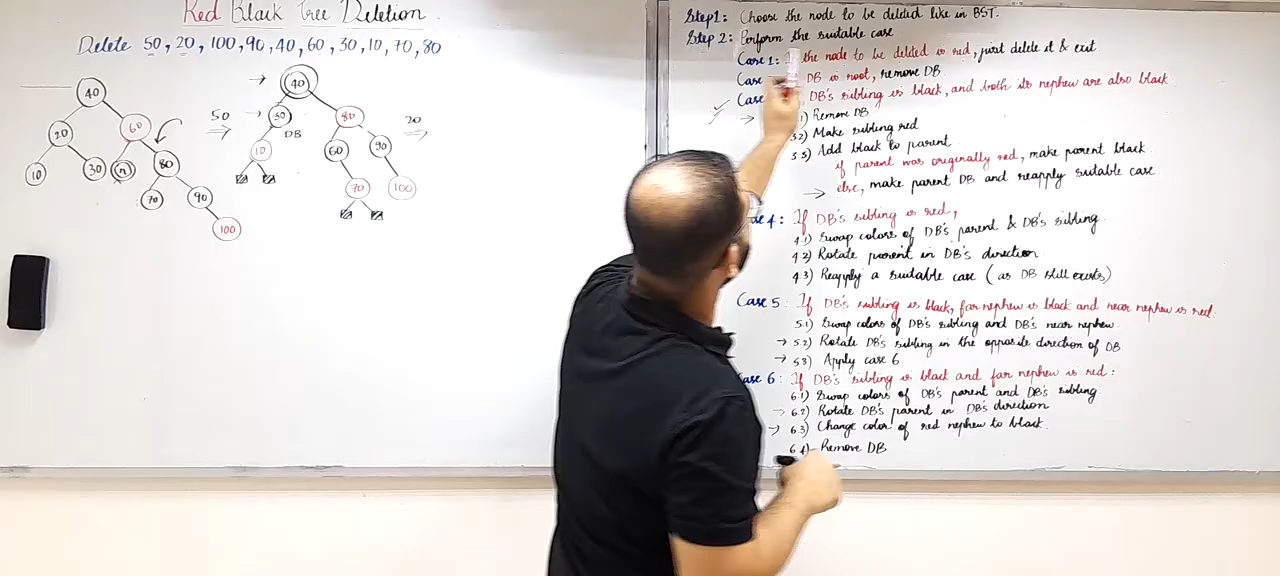 Red Black Tree Deletion
Delete 50, 20, 100, 90, 40, 60, 30, 10, 70, 80
40
20
60
10
30
n
80
70
90
100
50
40
30
DB
80
10
60
90
70
100
20
Step 1: Choose the node to be deleted like in BST.
Step 2: Perform the suitable case
Case 1: If the node to be deleted is red, just delete it & exit
Case DB is root, remove DB.
Case DB's sibling is black, and both its nephew are also black
1) Remove DB
3.2) Make sibling red
3.3) Add black to parent
if parent was originally red, make parent black.
else, make parent DB and reapply suitable case.
Case 4: If DB's sibling is red,
4.1) Swap colors of DB's parent & DB's sibling.
4.2) Rotate parent in DB's direction.
4.3) Reapply a suitable case (as DB still exists)
Case 5: If DB's sibling is black, far nephew is black and near nephew is red.
5.1) Swap colors of DB's sibling and DB's near nephew.
5.2) Rotate DB's sibling in the opposite direction of DB.
5.3) Apply case 6
Case 6: If DB's sibling is black and far nephew is red:
6.1) Swap colors of DB's parent and DB's sibling
6.2) Rotate DB's parent in DB's direction
6.3) Change color of red nephew to black.
6.4) Remove DB